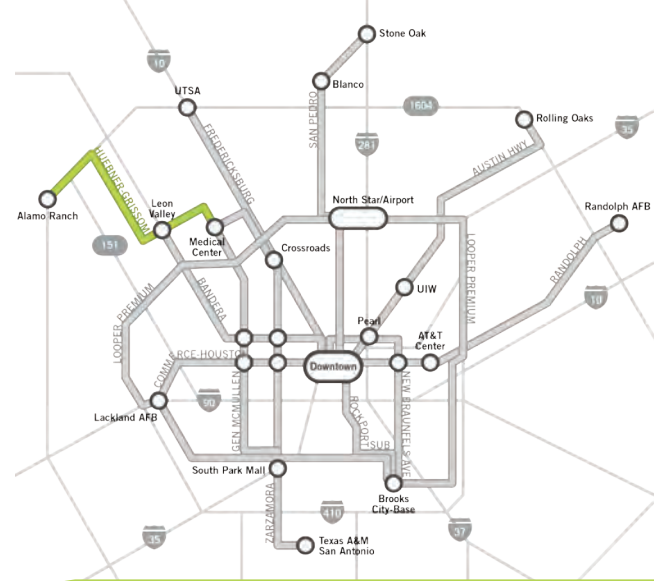 Stone Oak
10
281
Blanco
UTSA
1604
SAN PEDRO
Rolling Oaks
FREDERICKSBURG
35
281
AUSTIN HWY
HUEBNER-GRISSOM
Leon
Valley
North Star/Airport
Randolph AFB
Alamo Ranch
151
Medical
Center
Crossroads
LOOPER PREMIUM
RANDOLPH
BANDERA
UIW
10
LOOPER PREMIUM
Pearl
AT&T
Center
COMMERCE-HOUSTON
Downtown
GEN MCMULLEN
90
ROCKPORT
NEW BRAUNFELS AVE
Lackland AFB
SUB
South Park Mall
Brooks
City-Base
ZARZAMORA
410
35
37
Texas A&M
San Antonio